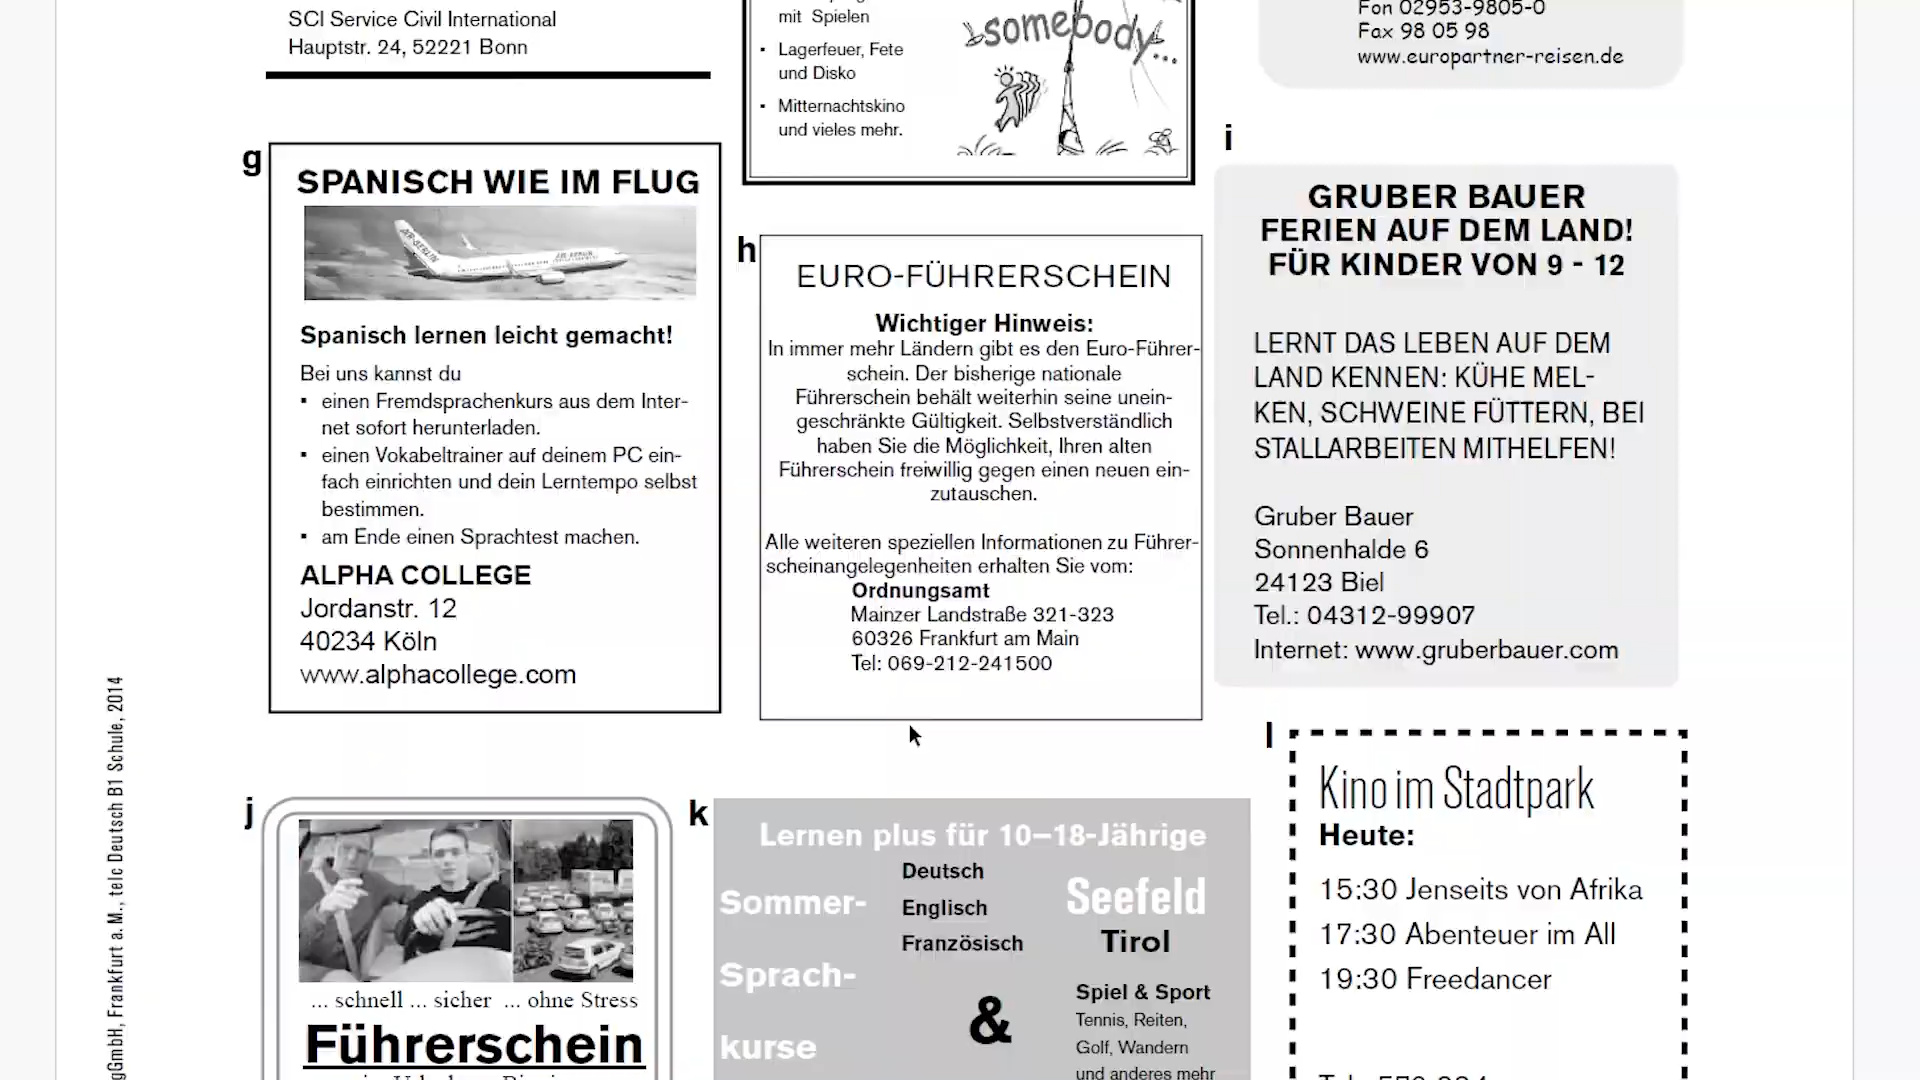 SCI Service Civil International
Hauptstr. 24, 52221 Bonn
mit Spielen
▪ Lagerfeuer, Fete
und Disko
▪ Mitternachtskino
und vieles mehr.
somebody...
Fon 02953-9805-0
Fax 98 05 98
www.europartner-reisen.de
g
SPANISCH WIE IM FLUG
AIR BERLIN
Spanisch lernen leicht gemacht!
Bei uns kannst du
▪ einen Fremdsprachenkurs aus dem Inter-
net sofort herunterladen.
▪ einen Vokabeltrainer auf deinem PC ein-
fach einrichten und dein Lerntempo selbst
bestimmen.
▪ am Ende einen Sprachtest machen.
ALPHA COLLEGE
Jordanstr. 12
40234 Köln
www.alphacollege.com
h
EURO-FÜHRERSCHEIN
Wichtiger Hinweis:
In immer mehr Ländern gibt es den Euro-Führer-
schein. Der bisherige nationale
Führerschein behält weiterhin seine unein-
geschränkte Gültigkeit. Selbstverständlich
haben Sie die Möglichkeit, Ihren alten
Führerschein freiwillig gegen einen neuen ein-
zutauschen.
Alle weiteren speziellen Informationen zu Führer-
scheinangelegenheiten erhalten Sie vom:
Ordnungsamt
Mainzer Landstraße 321-323
60326 Frankfurt am Main
Tel: 069-212-241500
i
GRUBER BAUER
FERIEN AUF DEM LAND!
FÜR KINDER VON 9 - 12
LERNT DAS LEBEN AUF DEM
LAND KENNEN: KÜHE MEL-
KEN, SCHWEINE FÜTTERN, BEI
STALLARBEITEN MITHELFEN!
Gruber Bauer
Sonnenhalde 6
24123 Biel
Tel.: 04312-99907
Internet: www.gruberbauer.com
j
... schnell ... sicher ... ohne Stress
Führerschein
k
Lernen plus für 10–18-Jährige
Sommer-
Sprach-
kurse
Deutsch
Englisch
Französisch
&
Seefeld
Tirol
Spiel & Sport
Tennis, Reiten,
Golf, Wandern
und anderes mehr
l
Kino im Stadtpark
Heute:
15:30 Jenseits von Afrika
17:30 Abenteuer im All
19:30 Freedancer
gGmbH, Frankfurt a. M., telc Deutsch B1 Schule, 2014